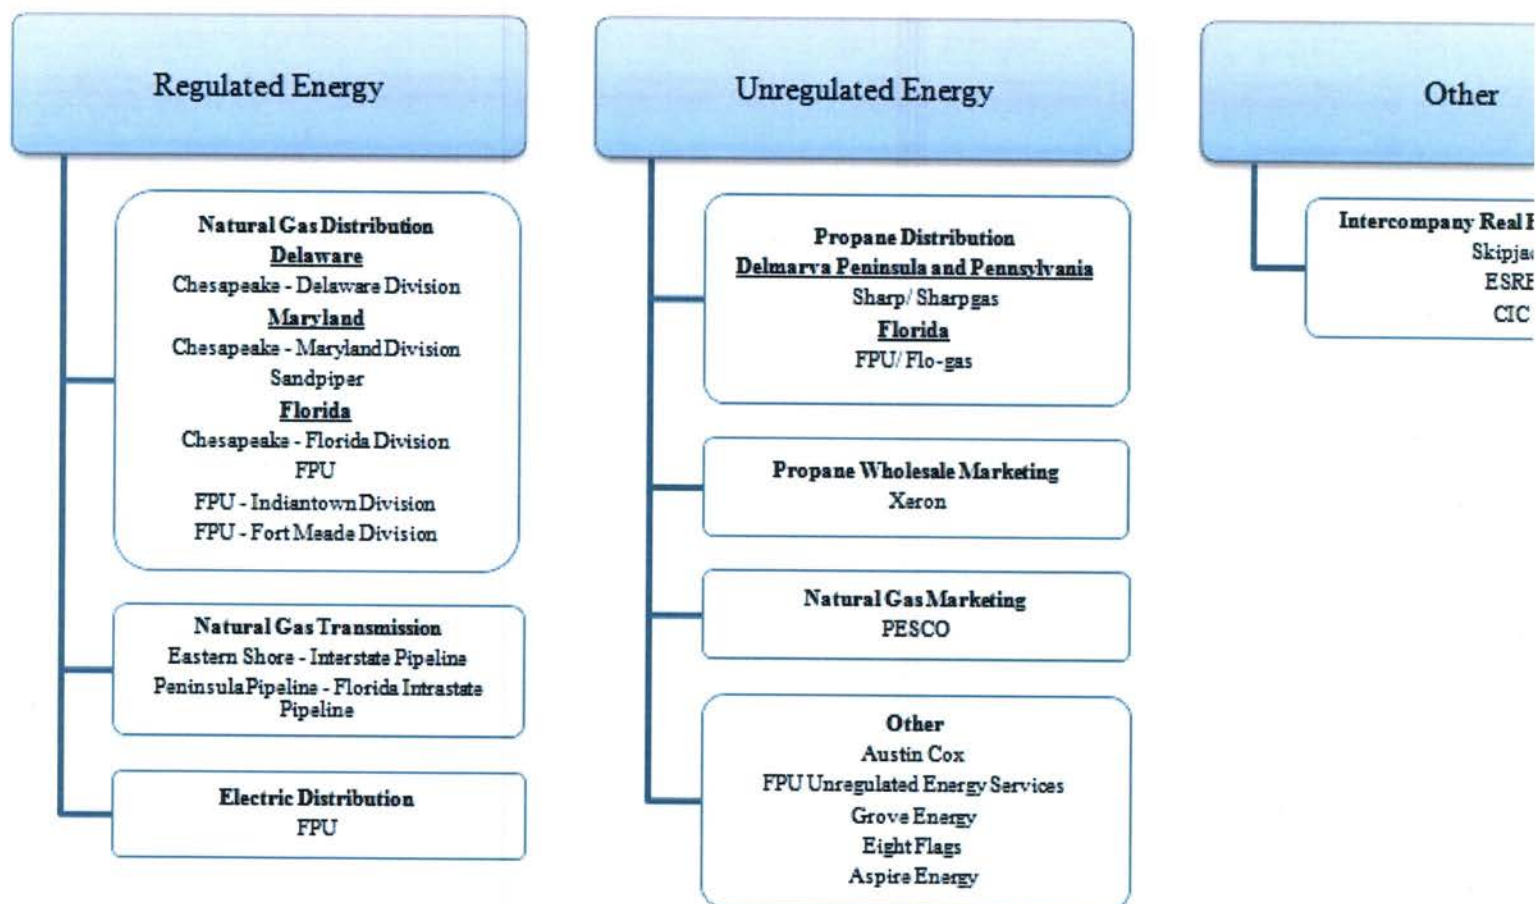 Regulated Energy
Natural Gas Distribution
Delaware
Chesapeake - Delaware Division
Maryland
Chesapeake - Maryland Division
Sandpiper
Florida
Chesapeake - Florida Division
FPU
FPU - Indiantown Division
FPU - Fort Meade Division
Natural Gas Transmission
Eastern Shore - Interstate Pipeline
Peninsula Pipeline - Florida Intrastate
Pipeline
Electric Distribution
FPU
Unregulated Energy
Propane Distribution
Delmarva Peninsula and Pennsylvania
Sharp/ Sharpgas
Florida
FPU/ Flo-gas
Propane Wholesale Marketing
Xeron
Natural Gas Marketing
PESCO
Other
Austin Cox
FPU Unregulated Energy Services
Grove Energy
Eight Flags
Aspire Energy
Other
Intercompany Real
CIC